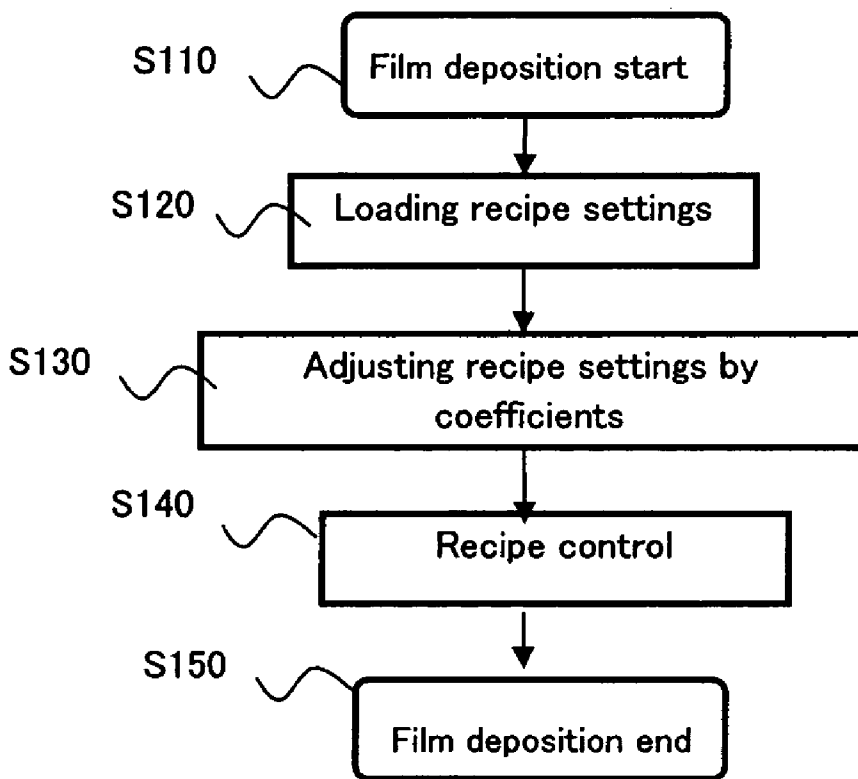 S110
Film deposition start
S120
Loading recipe settings
S130
Adjusting recipe settings by
coefficients
S140
Recipe control
S150
Film deposition end